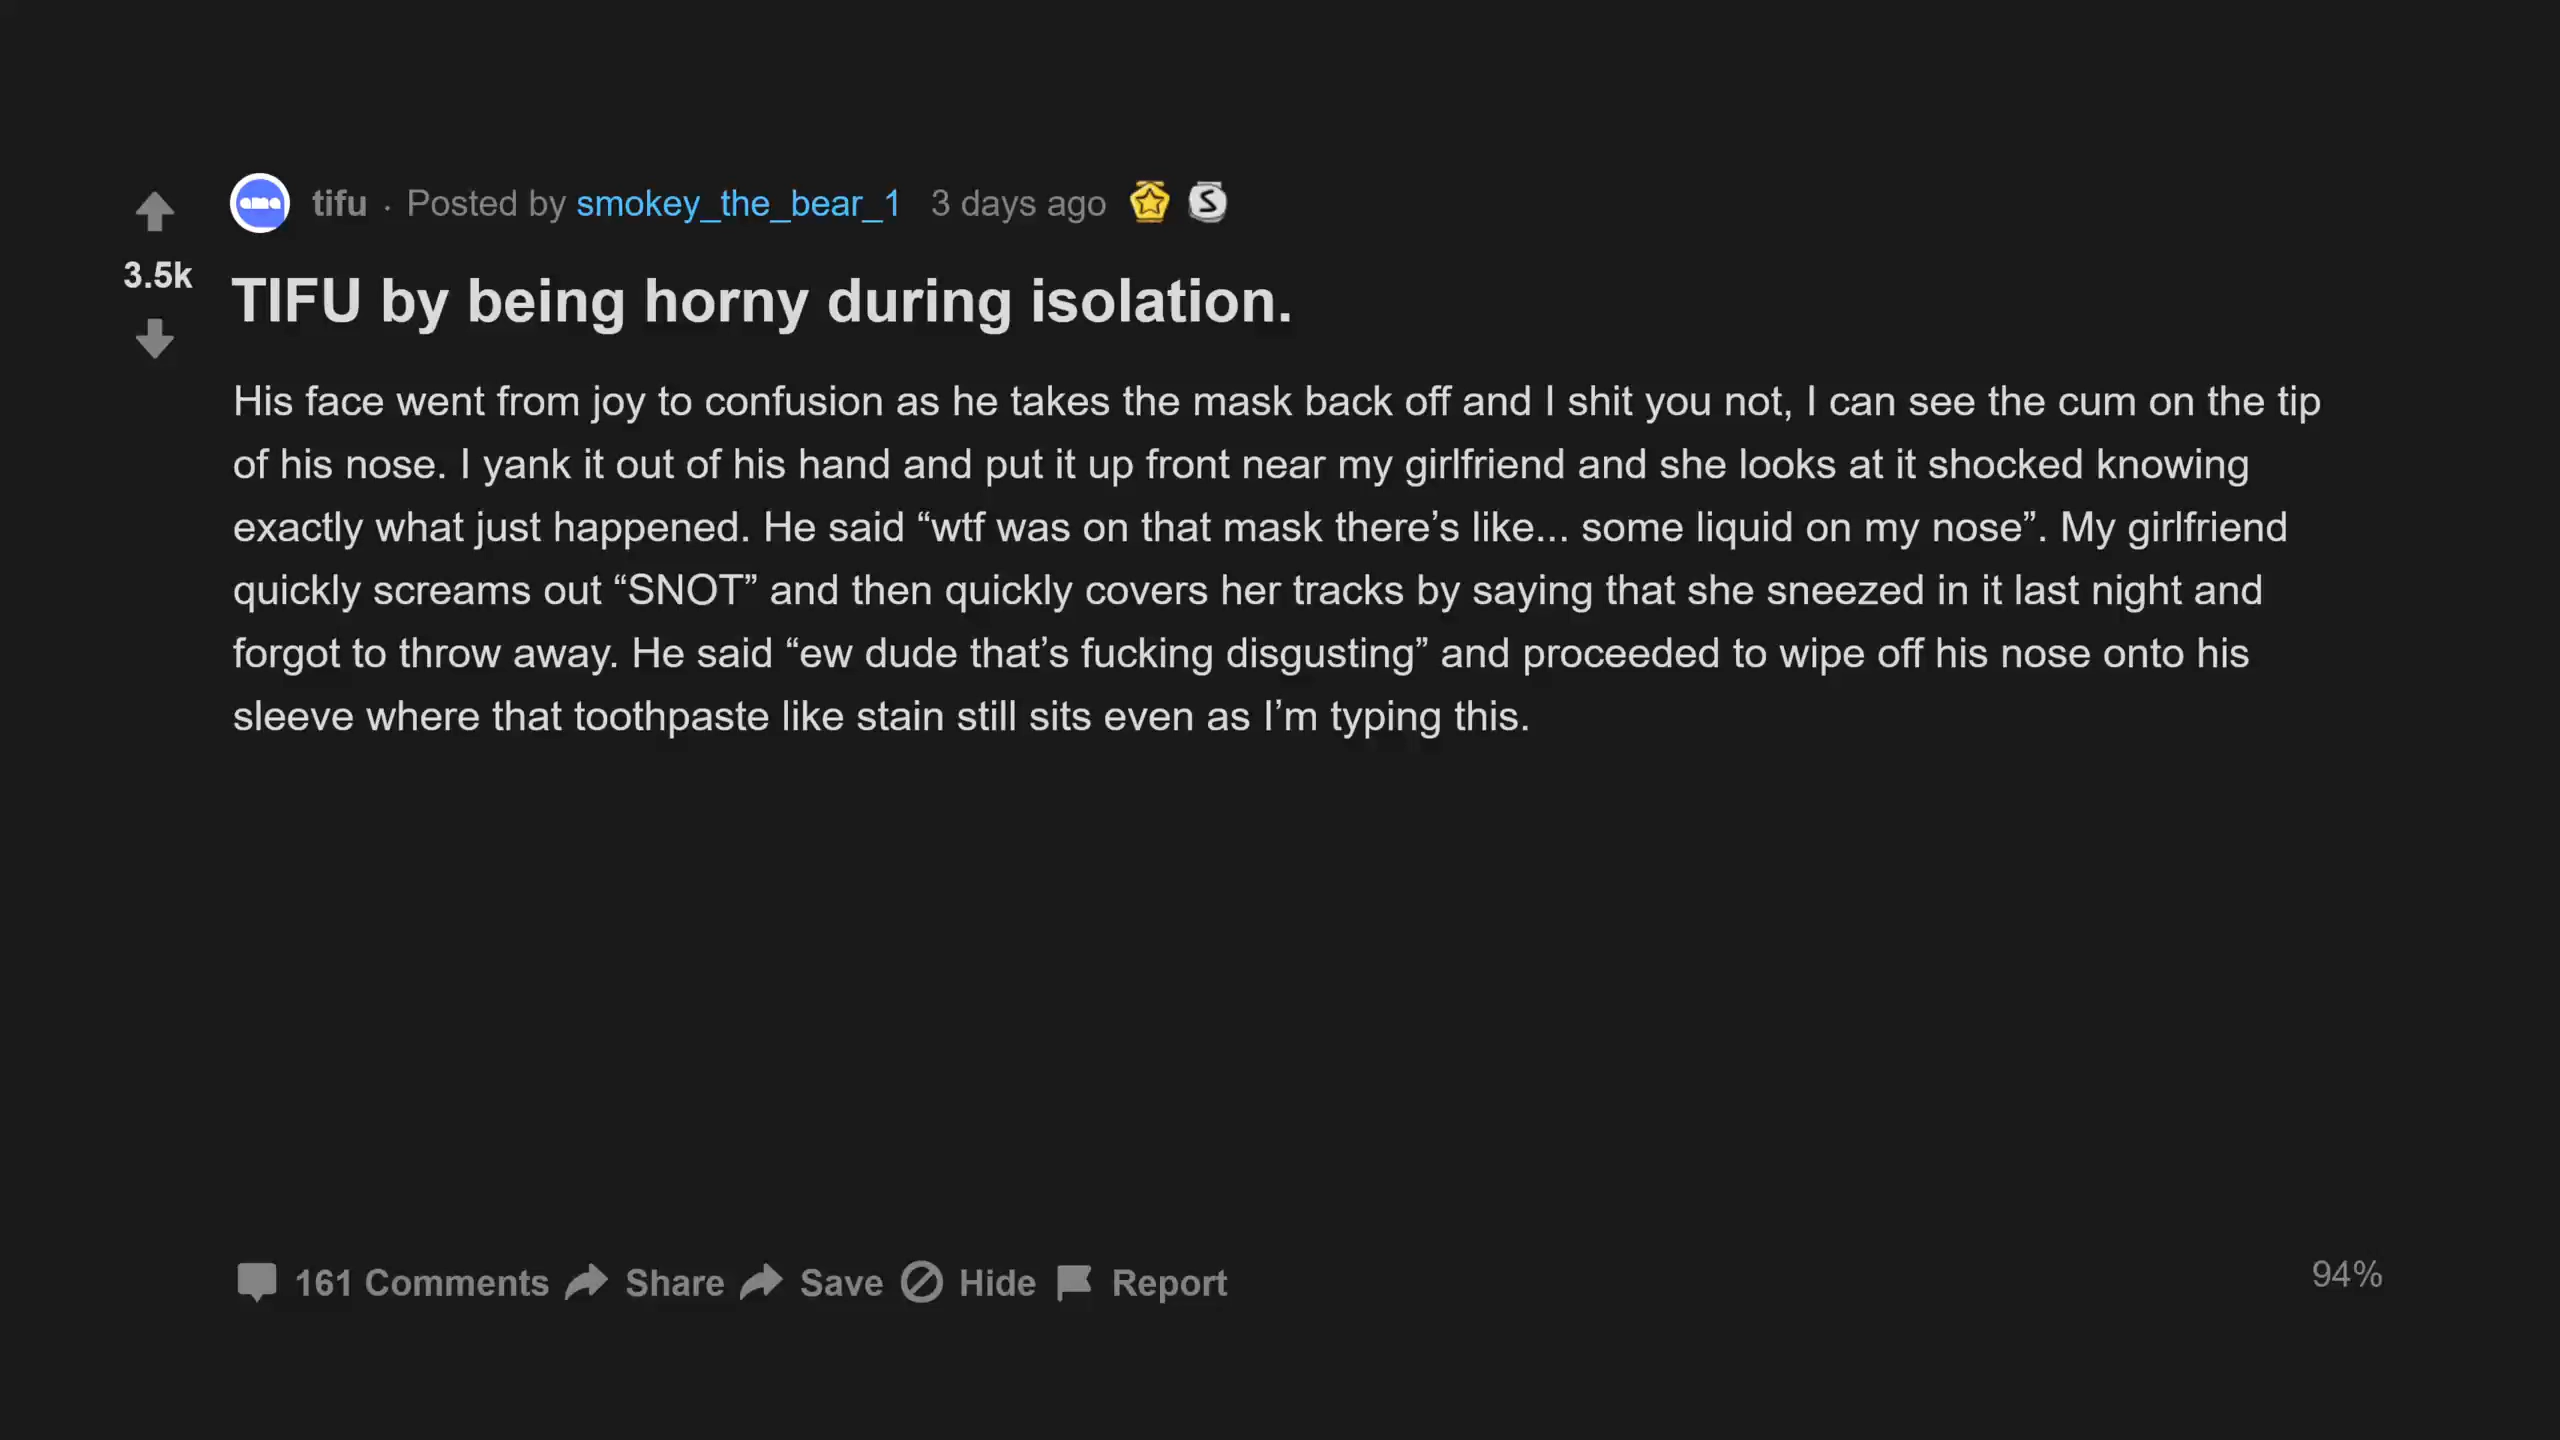 tifu · Posted by smokey_the_bear_1 3 days ago
3.5k
TIFU by being horny during isolation.
His face went from joy to confusion as he takes the mask back off and I shit you not, I can see the cum on the tip
of his nose. I yank it out of his hand and put it up front near my girlfriend and she looks at it shocked knowing
exactly what just happened. He said “wtf was on that mask there’s like... some liquid on my nose”. My girlfriend
quickly screams out “SNOT” and then quickly covers her tracks by saying that she sneezed in it last night and
forgot to throw away. He said “ew dude that’s fucking disgusting” and proceeded to wipe off his nose onto his
sleeve where that toothpaste like stain still sits even as I’m typing this.
161 Comments Share Save Hide Report
94%